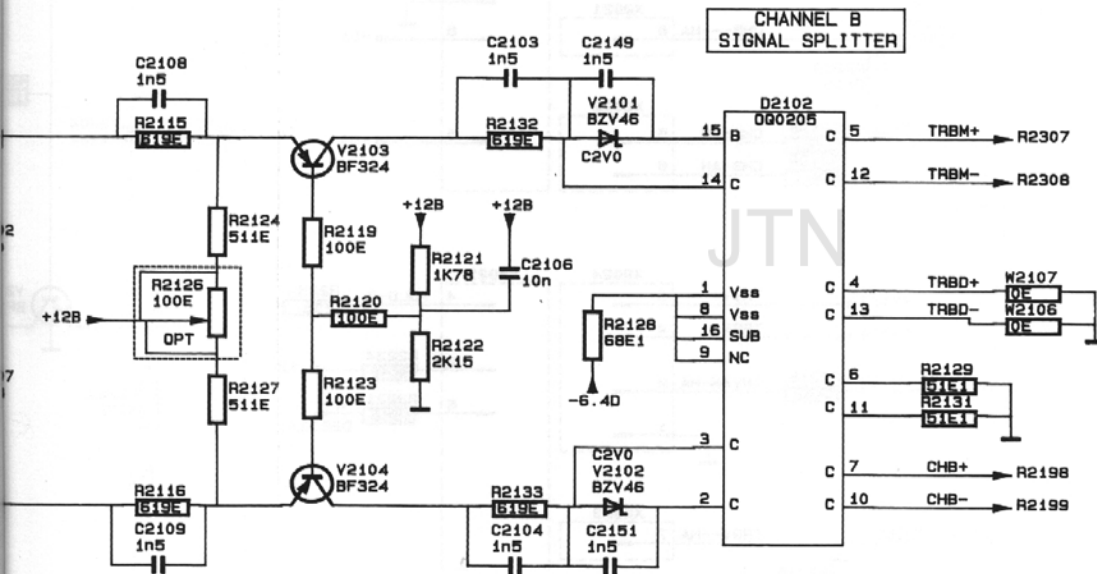 CHANNEL B
SIGNAL SPLITTER
C2108
1n5
R2115
619E
V2103
BF324
C2103
1n5
C2149
1n5
V2101
BZV46
C2V0
R2132
619E
D2102
OQ0205
15 B
14 C
C 5 TRBM+ R2307
C 12 TRBM- R2308
R2124
511E
R2119
100E
+12B
+12B
R2121
1K78
C2106
10n
JTN
R2126
100E
+12B
OPT
R2120
100E
R2122
2K15
R2128
68E1
-6.4D
1 Vss
8 Vss
16 SUB
9 NC
C 4 TRBD+ W2107
0E
C 13 TRBD- W2106
0E
R2127
511E
R2123
100E
C 6 R2129
51E1
C 11 R2131
51E1
3 C
V2104
BF324
C2V0
V2102
BZV46
C 7 CHB+ R2198
R2116
619E
R2133
619E
2 C
C 10 CHB- R2199
C2109
1n5
C2104
1n5
C2151
1n5